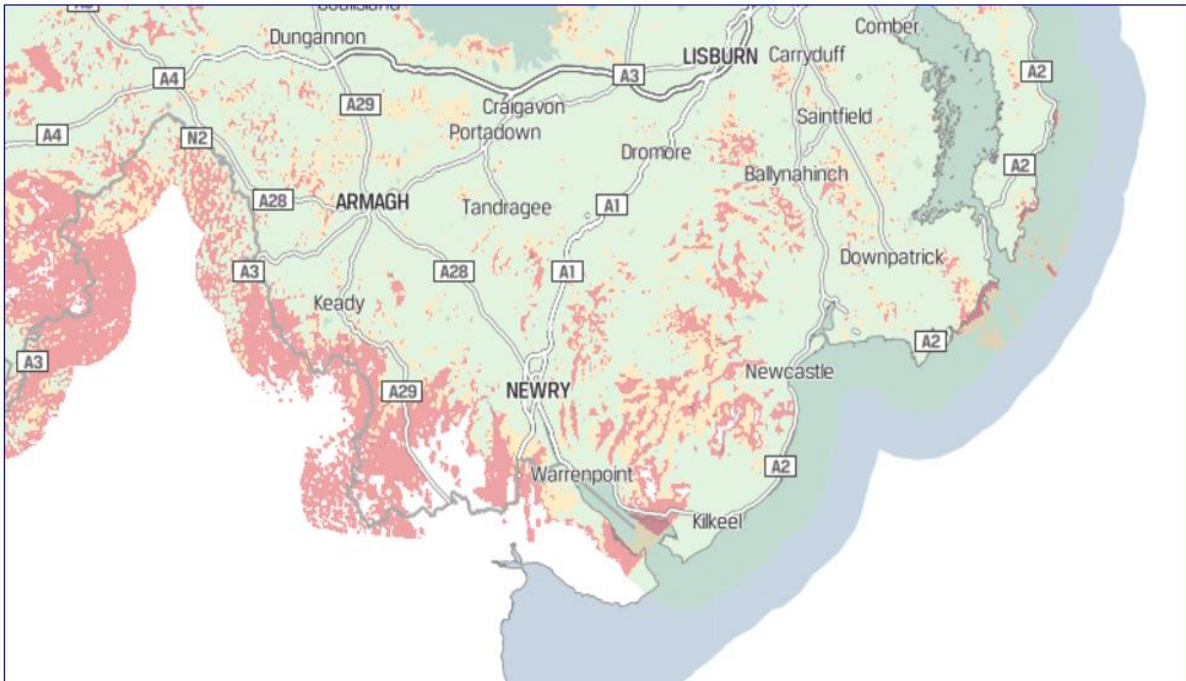 Coalisland
Comber
Dungannon
LISBURN
Carryduff
A4
A3
A2
A29
Craigavon
Saintfield
A4
N2
Portadown
Dromore
A2
Ballynahinch
A28
ARMAGH
Tandragee
A1
Downpatrick
A3
A28
A1
Keady
A2
A3
Newcastle
A29
NEWRY
A2
Warrenpoint
Kilkeel